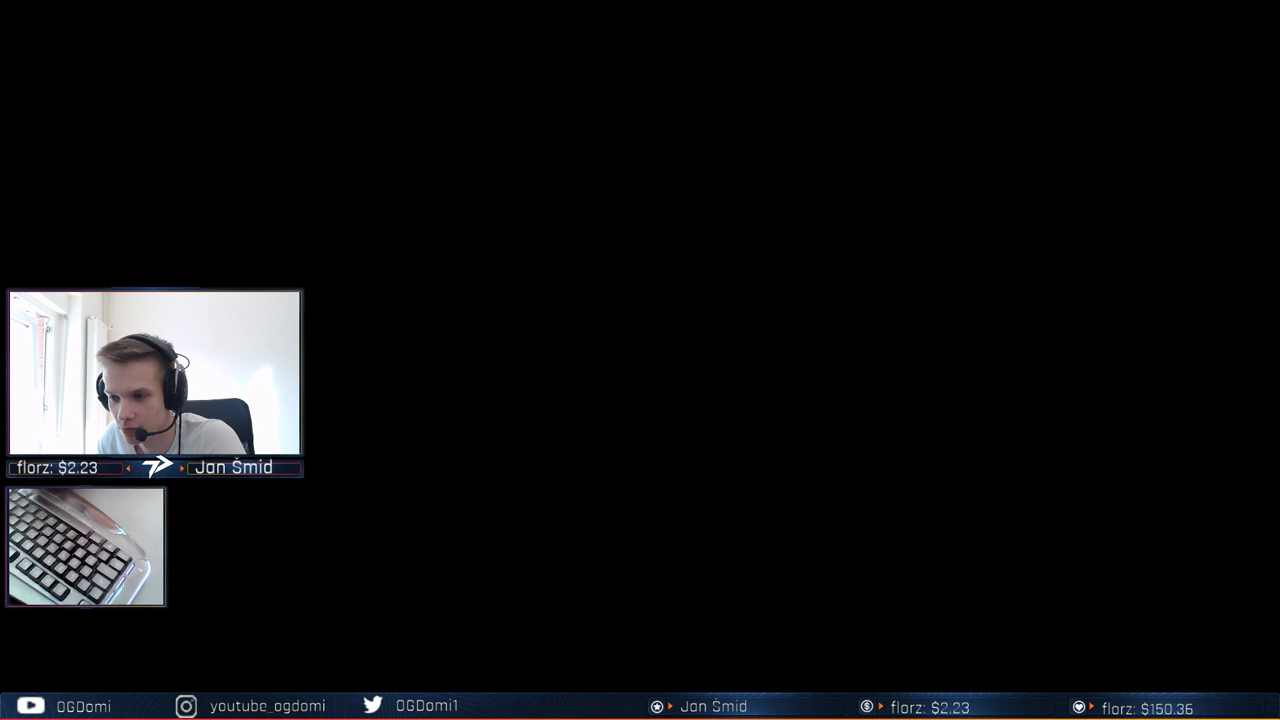 florz: $2.23
Jan Šmid
OGDomi
youtube_ogdomi
OGDomi1
Jan Šmid
florz: $2.23
florz: $150.36